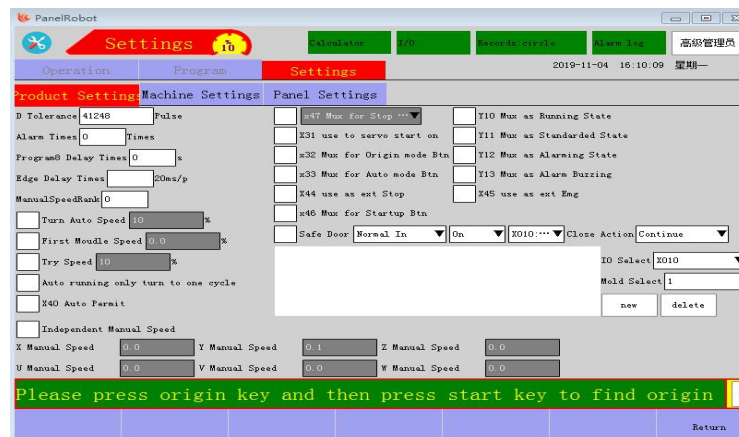 PanelRobot
Settings 10 Calculator I/O Records:circle Alarm log 高级管理员
Operation Program Settings 2019-11-04 16:10:09 星期一
Product Settings Machine Settings Panel Settings
D Tolerance 41248 Pulse x47 Mux for Stop ··· Y10 Mux as Running State
Alarm Times 0 Times X31 use to servo start on Y11 Mux as Standarded State
Program8 Delay Times 0 s x32 Mux for Origin mode Btn Y12 Mux as Alarming State
Edge Delay Times 20ms/p x33 Mux for Auto mode Btn Y13 Mux as Alarm Buzzing
ManualSpeedRank 0 X44 use as ext Stop X45 use as ext Emg
Turn Auto Speed 10 % x46 Mux for Startup Btn
First Moudle Speed 0.0 % Safe Door Normal In On X010:··· Close Action Continue
Try Speed 10 % IO Select X010
Auto running only turn to one cycle Mold Select 1
X40 Auto Permit new delete
Independent Manual Speed
X Manual Speed 0.0 Y Manual Speed 0.1 Z Manual Speed 0.0
U Manual Speed 0.0 V Manual Speed 0.0 W Manual Speed 0.0
Please press origin key and then press start key to find origin
Return